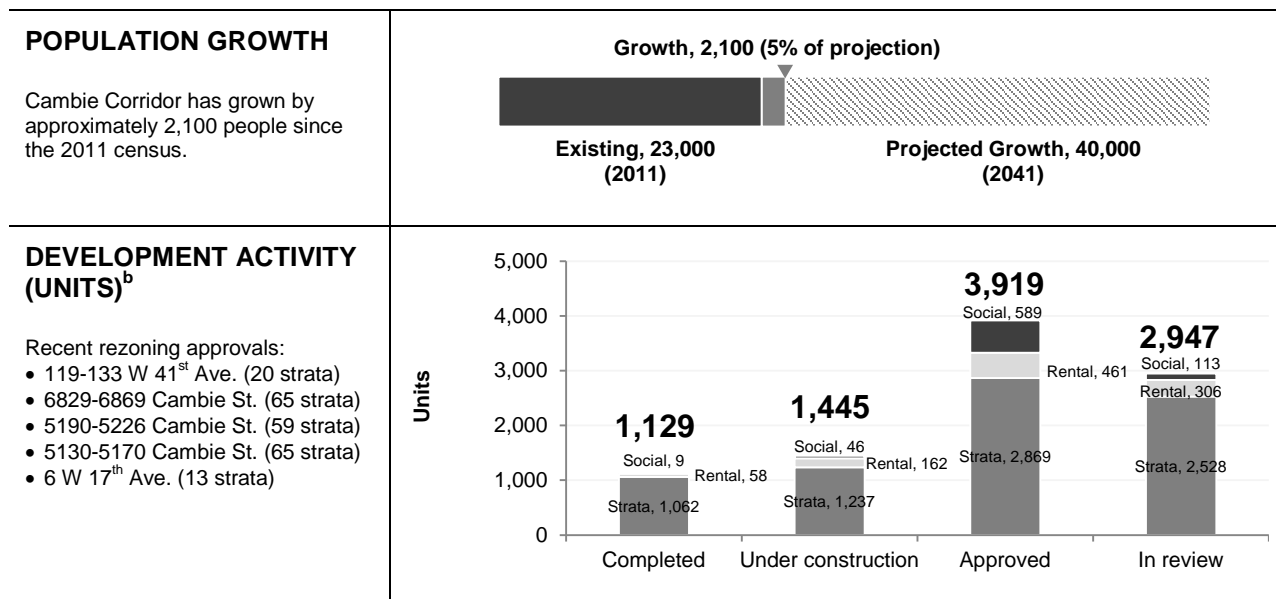 POPULATION GROWTH
Cambie Corridor has grown by
approximately 2,100 people since
the 2011 census.
Growth, 2,100 (5% of projection)
Existing, 23,000
(2011)
Projected Growth, 40,000
(2041)
DEVELOPMENT ACTIVITY
(UNITS)b
Recent rezoning approvals:
• 119-133 W 41st Ave. (20 strata)
• 6829-6869 Cambie St. (65 strata)
• 5190-5226 Cambie St. (59 strata)
• 5130-5170 Cambie St. (65 strata)
• 6 W 17th Ave. (13 strata)
Units
5,000
4,000
3,000
2,000
1,000
0
1,129
Social, 9
Rental, 58
Strata, 1,062
Completed
1,445
Social, 46
Rental, 162
Strata, 1,237
Under construction
3,919
Social, 589
Rental, 461
Strata, 2,869
Approved
2,947
Social, 113
Rental, 306
Strata, 2,528
In review